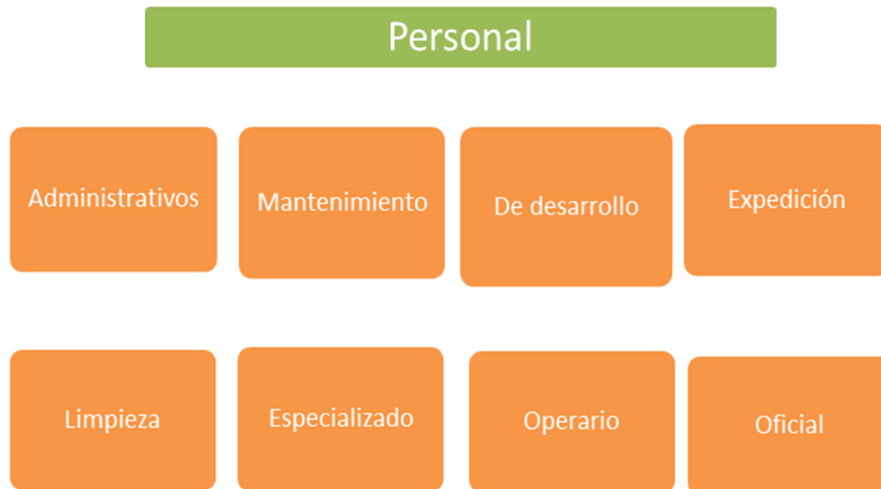 Personal
Administrativos
Mantenimiento
De desarrollo
Expedición
Limpieza
Especializado
Operario
Oficial